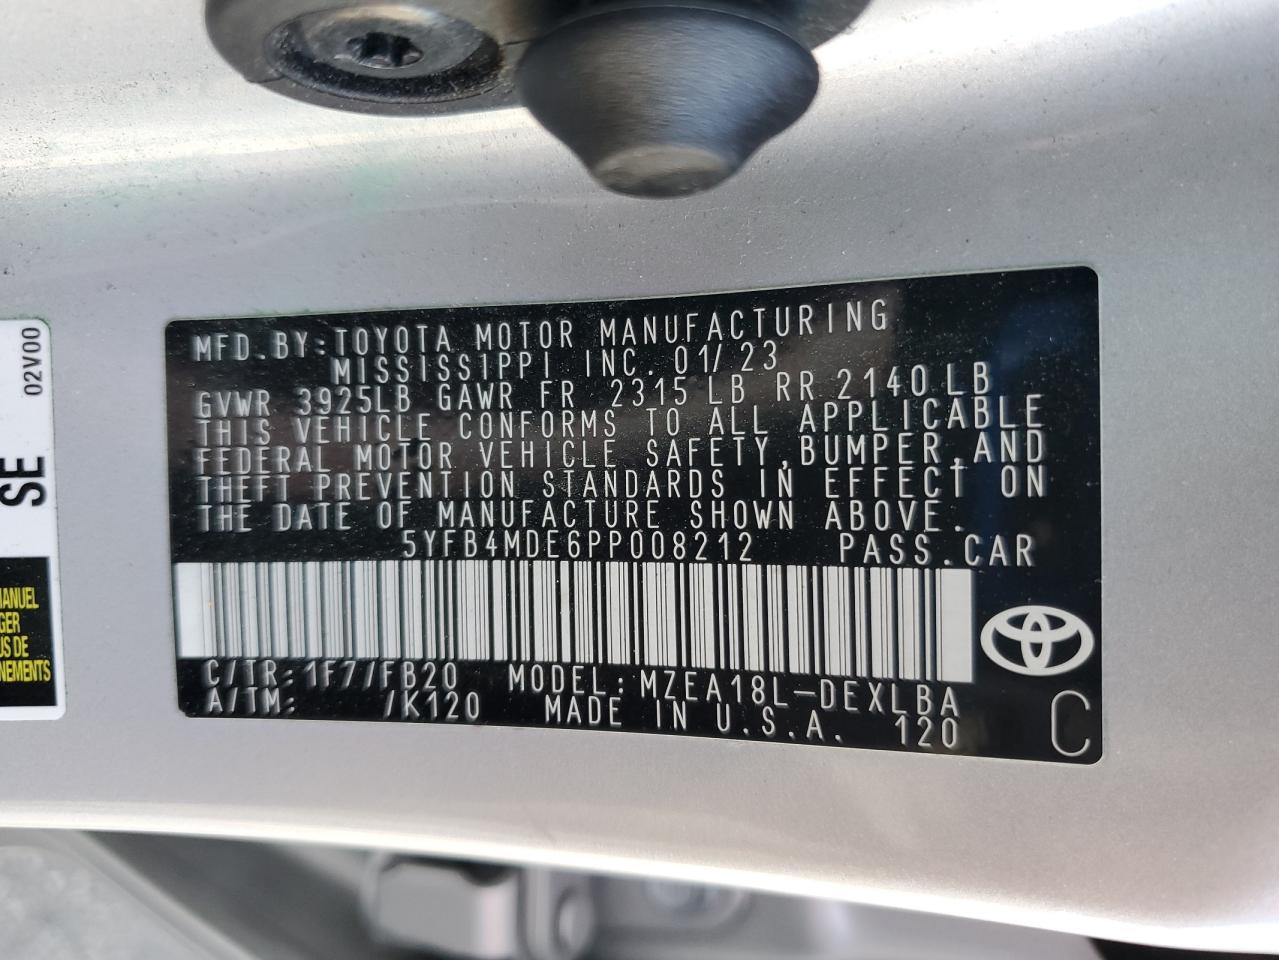 MFD.BY:TOYOTA MOTOR MANUFACTURING
MISSISS1PPI INC. 01/23
GVWR 3925LB GAWR FR 2315 LB RR 2140 LB
THIS VEHICLE CONFORMS TO ALL APPLICABLE
FEDERAL MOTOR VEHICLE SAFETY,BUMPER,AND
THEFT PREVENTION STANDARDS IN EFFECT ON
THE DATE OF MANUFACTURE SHOWN ABOVE.
5YFB4MDE6PP008212 PASS.CAR
C/TR: 1F7/FB20 MODEL:MZEA18L-DEXLBA
A/TM: /K120 MADE IN U.S.A. 120
C
02V00
SE